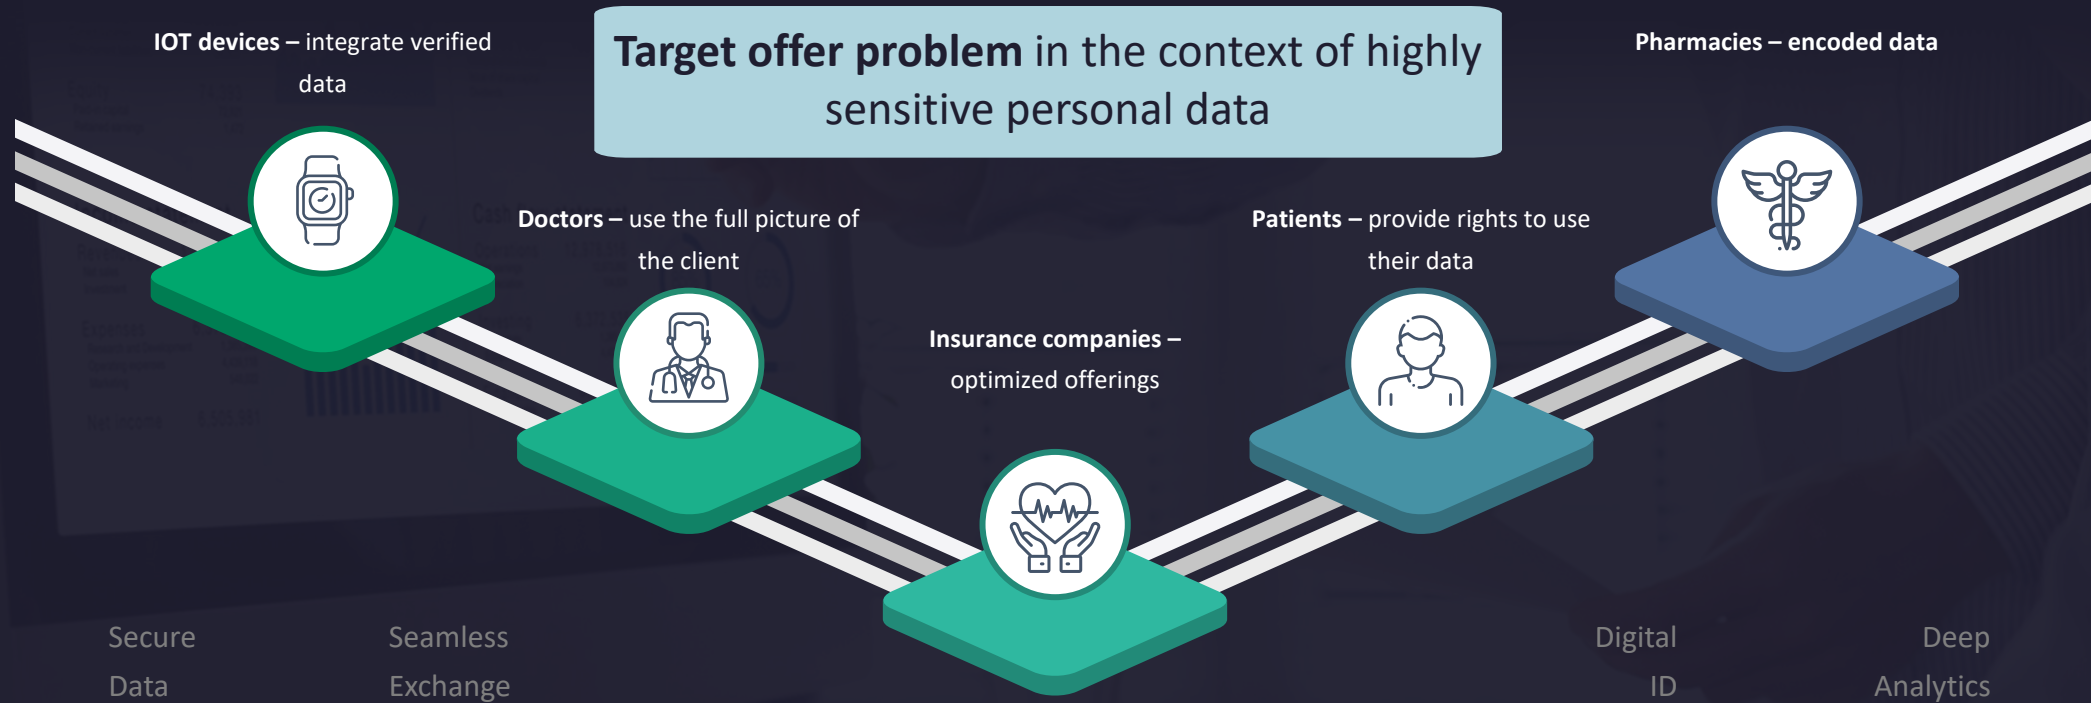 IOT devices – integrate verified
data
Target offer problem in the context of highly
sensitive personal data
Pharmacies – encoded data
Doctors – use the full picture of
the client
Patients – provide rights to use
their data
Insurance companies –
optimized offerings
Secure
Data
Seamless
Exchange
Digital
ID
Deep
Analytics